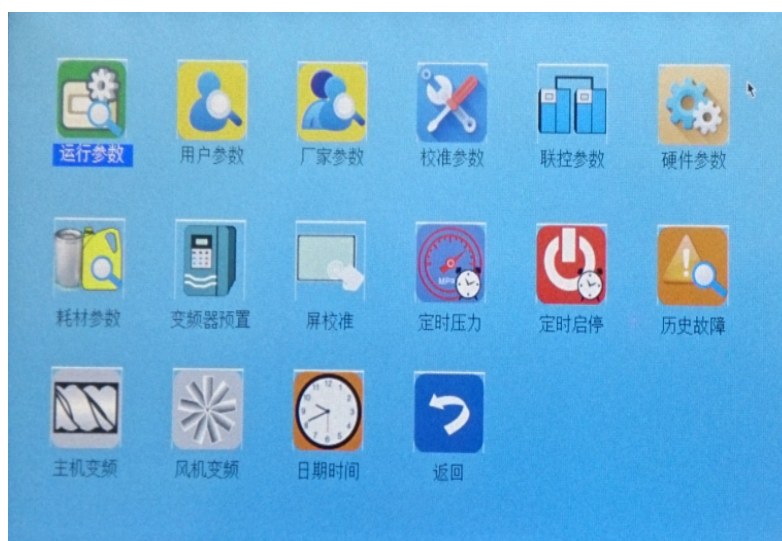 运行参数
用户参数
厂家参数
校准参数
联控参数
硬件参数
耗材参数
变频器预置
屏校准
定时压力
定时启停
历史故障
主机变频
风机变频
日期时间
返回